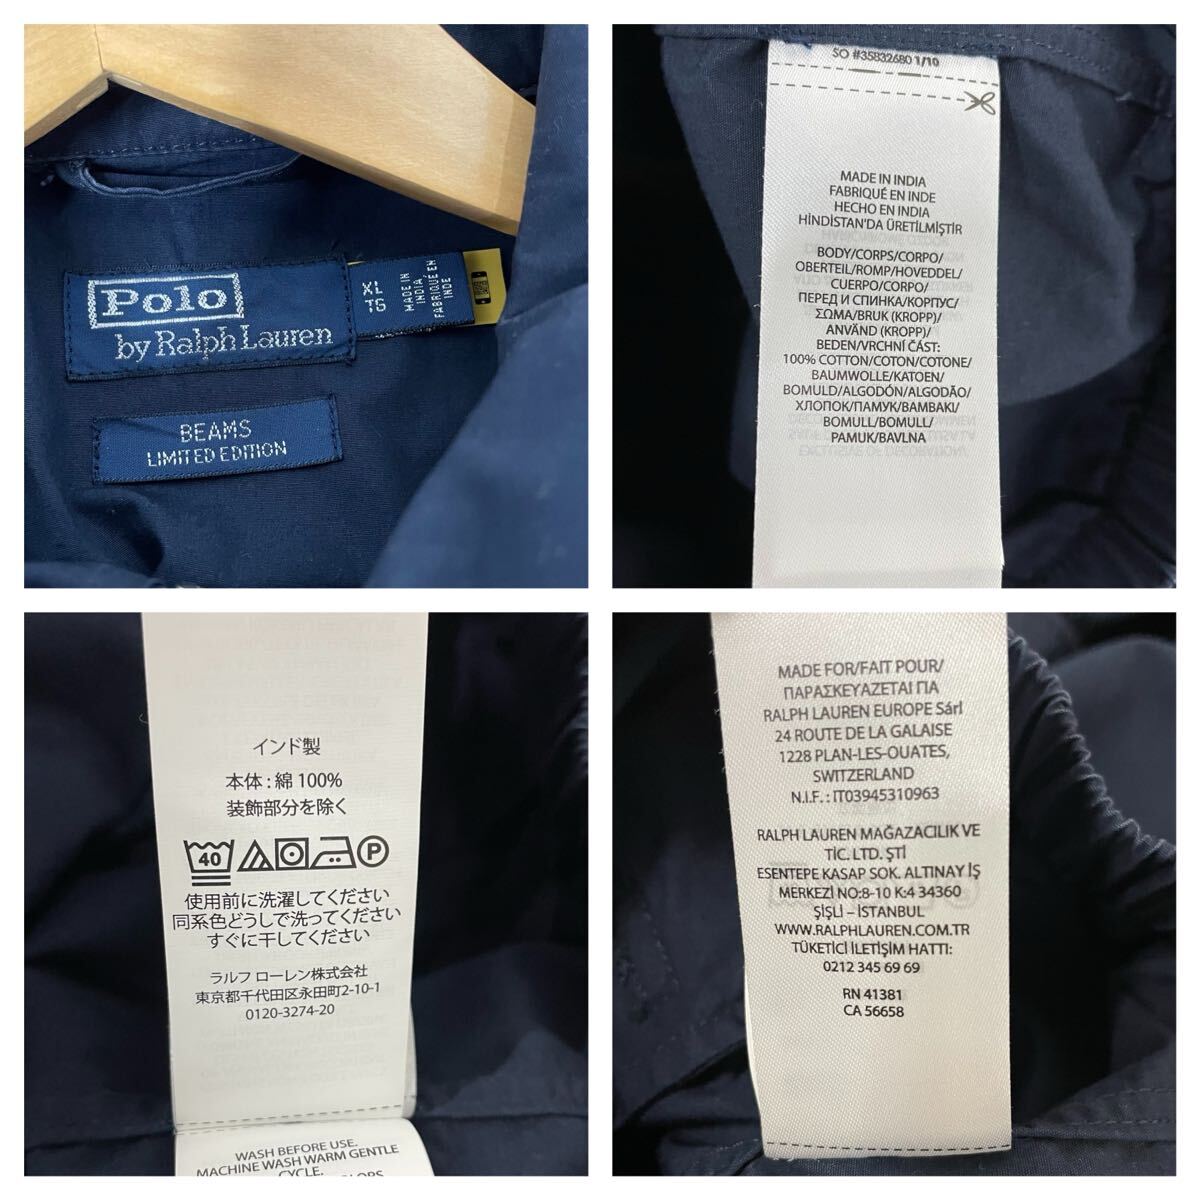 Polo
by Ralph Lauren
XL
TG
MADE IN
INDIA,
FABRIQUÉ EN
INDE
BEAMS
LIMITED EDITION
SO #35832680 1/10
MADE IN INDIA
FABRIQUÉ EN INDE
HECHO EN INDIA
HİNDİSTAN'DA ÜRETİLMİŞTİR
BODY/CORPS/CORPO/
OBERTEIL/ROMP/HOVEDDEL/
CUERPO/CORPO/
ПЕРЕД И СПИНКА/КОРПУС/
ΣΩΜΑ/BRUK (KROPP)/
ANVÄND (KROPP)/
BEDEN/VRCHNÍ ČÁST:
100% COTTON/COTON/COTONE/
BAUMWOLLE/KATOEN/
BOMULD/ALGODÓN/ALGODÃO/
ХЛОПОК/ПАМУК/ΒΑΜΒΑΚΙ/
BOMULL/BOMULL/
PAMUK/BAVLNA
インド製
本体 : 綿 100%
装飾部分を除く
40
P
使用前に洗濯してください
同系色どうしで洗ってください
すぐに干してください
ラルフ ローレン株式会社
東京都千代田区永田町2-10-1
0120-3274-20
WASH BEFORE USE.
MACHINE WASH WARM GENTLE
CYCLE.
MADE FOR/FAIT POUR/
ΠΑΡΑΣΚΕΥΑΖΕΤΑΙ ΓΙΑ
RALPH LAUREN EUROPE Sárl
24 ROUTE DE LA GALAISE
1228 PLAN-LES-OUATES,
SWITZERLAND
N.I.F. : IT03945310963
RALPH LAUREN MAĞAZACILIK VE
TİC. LTD. ŞTİ
ESENTEPE KASAP SOK. ALTINAY İŞ
MERKEZİ NO:8-10 K:4 34360
ŞİŞLİ – İSTANBUL
WWW.RALPHLAUREN.COM.TR
TÜKETİCİ İLETİŞİM HATTI:
0212 345 69 69
RN 41381
CA 56658